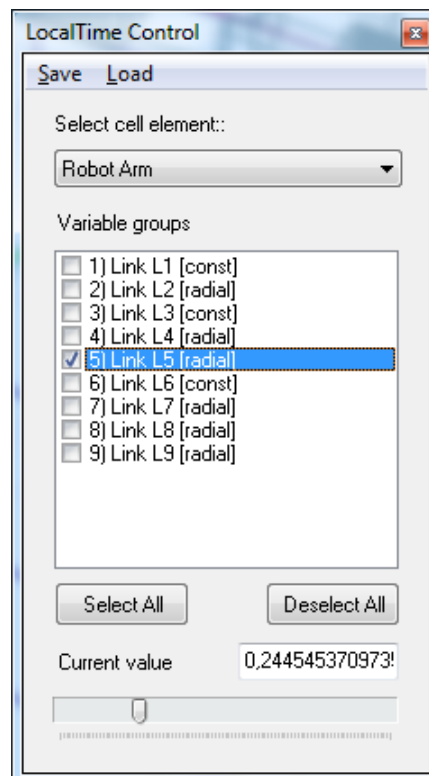 LocalTime Control
Save Load
Select cell element::
Robot Arm
Variable groups
1) Link L1 [const]
2) Link L2 [radial]
3) Link L3 [const]
4) Link L4 [radial]
5) Link L5 [radial]
6) Link L6 [const]
7) Link L7 [radial]
8) Link L8 [radial]
9) Link L9 [radial]
Select All Deselect All
Current value 0,244545370973